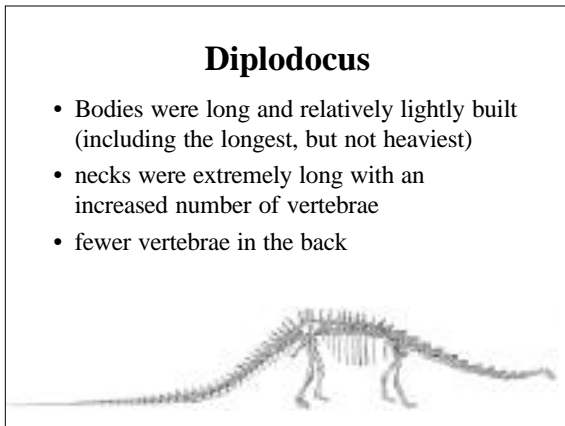 Diplodocus
• Bodies were long and relatively lightly built
(including the longest, but not heaviest)
• necks were extremely long with an
increased number of vertebrae
• fewer vertebrae in the back